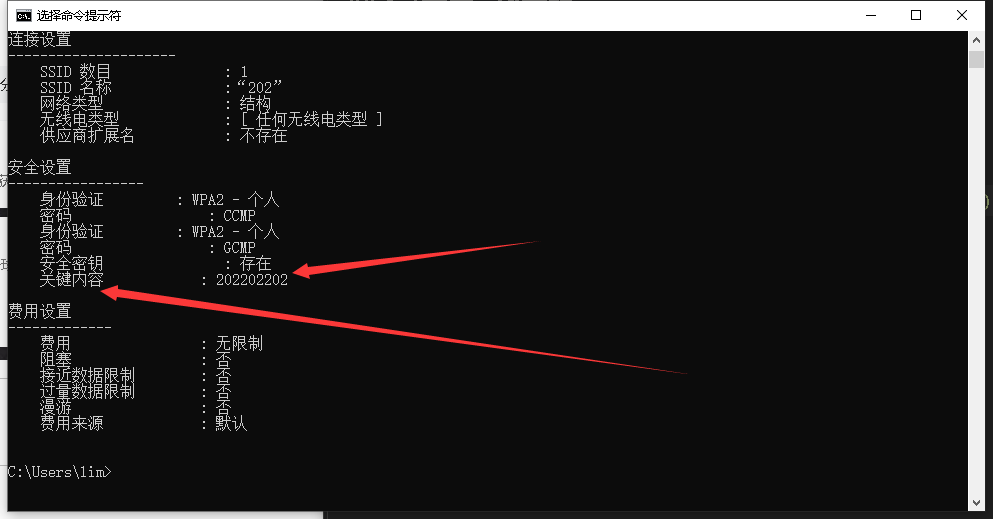 选择命令提示符
连接设置
---------------------
SSID 数目 : 1
SSID 名称 :“202”
网络类型 : 结构
无线电类型 : [ 任何无线电类型 ]
供应商扩展名 : 不存在
安全设置
-----------------
身份验证 : WPA2 - 个人
密码 : CCMP
身份验证 : WPA2 - 个人
密码 : GCMP
安全密钥 : 存在
关键内容 : 202202202
费用设置
-------------
费用 : 无限制
阻塞 : 否
接近数据限制 : 否
过量数据限制 : 否
漫游 : 否
费用来源 : 默认
C:\Users\lim>